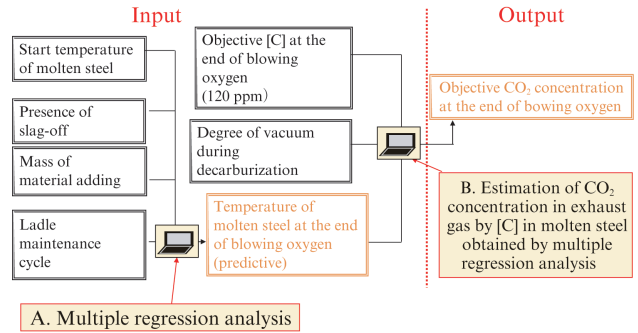 Input
Output
Start temperature
of molten steel
Presence of
slag-off
Mass of
material adding
Ladle
maintenance
cycle
Objective [C] at the
end of blowing
oxygen
(120 ppm)
Degree of vacuum
during
decarburization
Temperature of
molten steel at the end
of blowing oxygen
(predictive)
Objective CO₂ concentration
at the end of bowing oxygen
B. Estimation of CO₂
concentration in exhaust
gas by [C] in molten steel
obtained by multiple
regression analysis
A. Multiple regression analysis